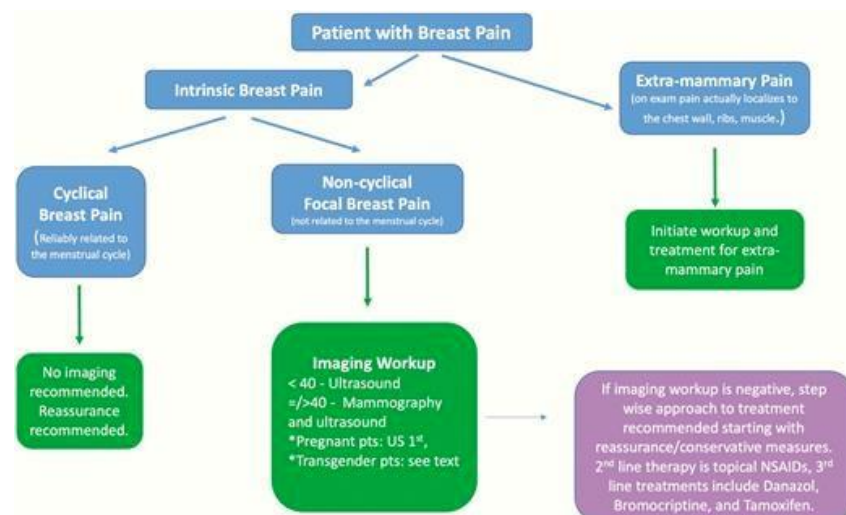 Patient with Breast Pain
Intrinsic Breast Pain
Extra-mammary Pain
(on exam pain actually localizes to
the chest wall, ribs, muscle.)
Cyclical
Breast Pain
(Reliably related to
the menstrual cycle)
Non-cyclical
Focal Breast Pain
(not related to the menstrual cycle)
Initiate workup and
treatment for extra-
mammary pain
No imaging
recommended.
Reassurance
recommended.
Imaging Workup
< 40 - Ultrasound
=/>40 - Mammography
and ultrasound
*Pregnant pts: US 1st,
*Transgender pts: see text
If imaging workup is negative, step
wise approach to treatment
recommended starting with
reassurance/conservative measures.
2nd line therapy is topical NSAIDs, 3rd
line treatments include Danazol,
Bromocriptine, and Tamoxifen.